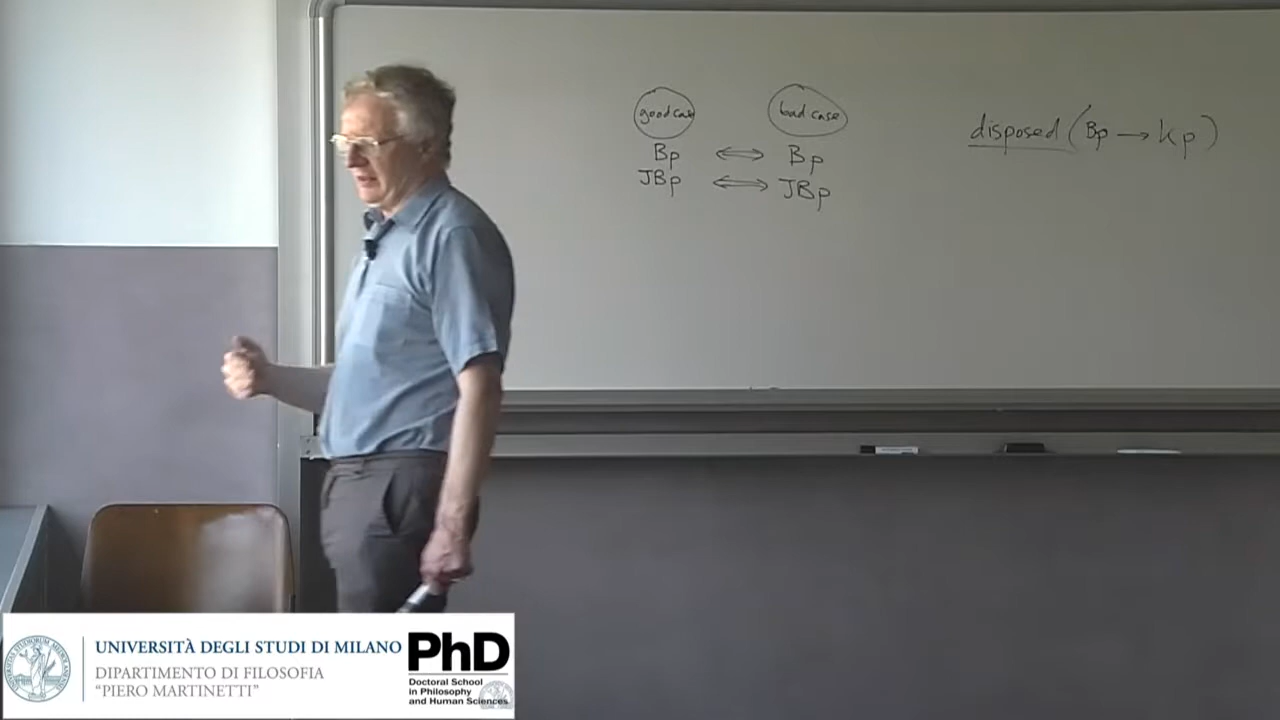 good case bad case
Bp ⟺ Bp
JBp ⟺ JBp
disposed (Bp → Kp)
UNIVERSITÀ DEGLI STUDI DI MILANO
DIPARTIMENTO DI FILOSOFIA
"PIERO MARTINETTI"
PhD
Doctoral School
in Philosophy
and Human Sciences